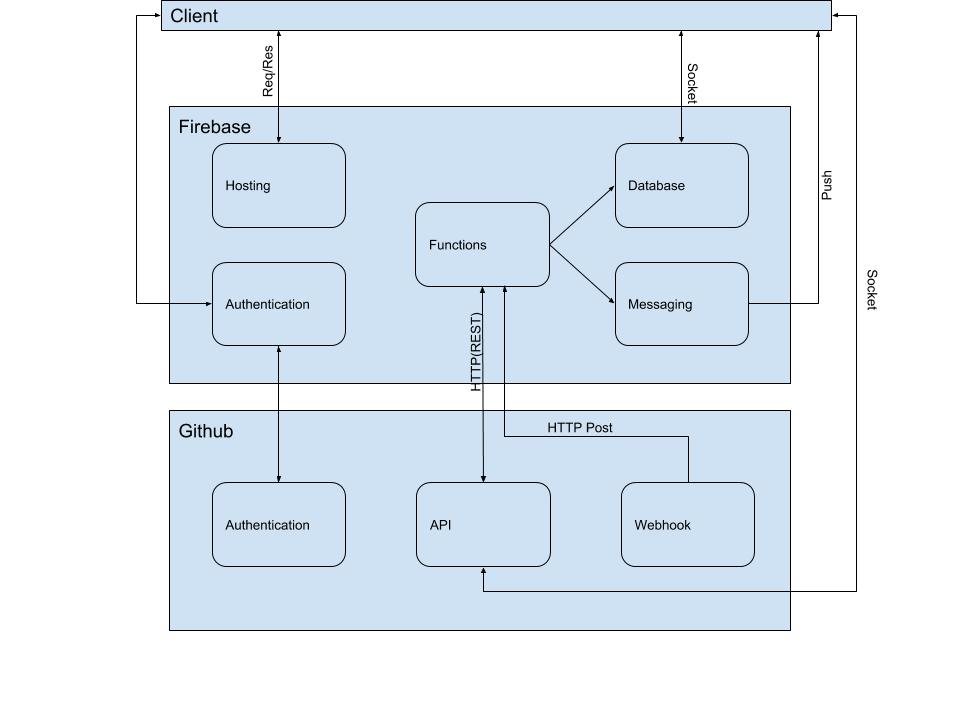 Client
Req/Res
Socket
Firebase
Hosting
Database
Push
Functions
Socket
Authentication
Messaging
HTTP(REST)
Github
HTTP Post
Authentication
API
Webhook